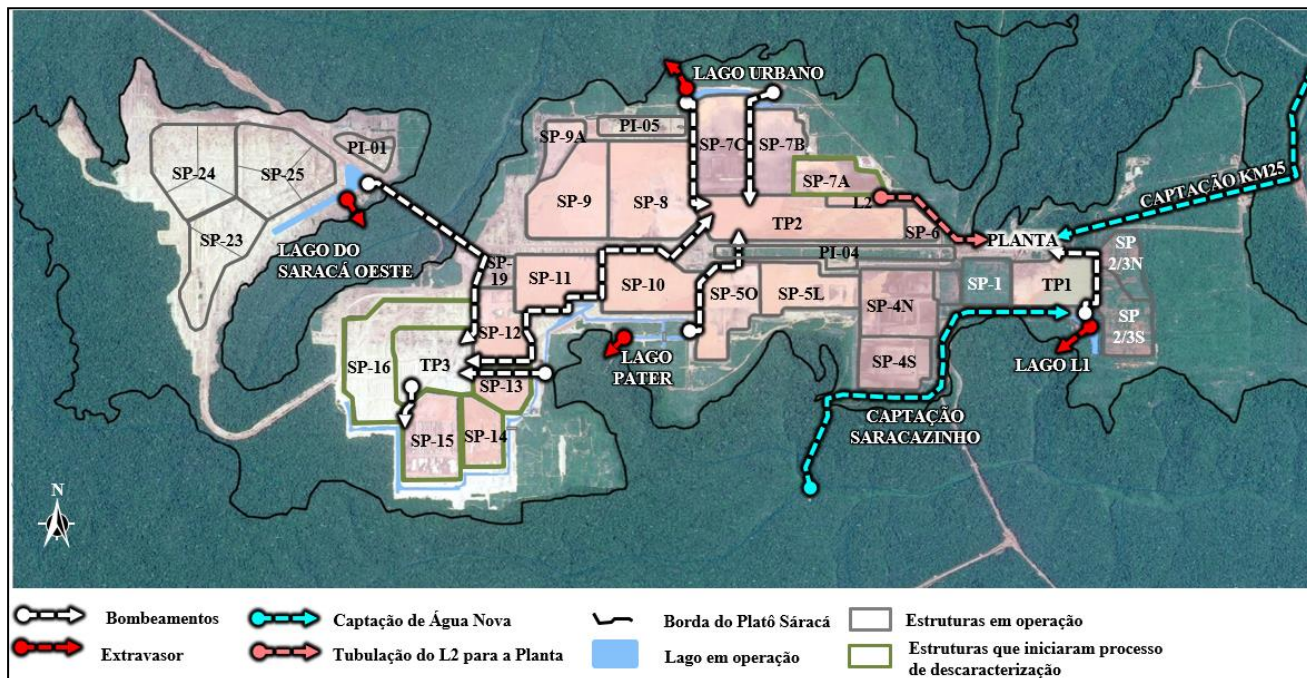 LAGO URBANO
SP-9A
PI-05
SP-7C
SP-7B
PI-01
SP-24
SP-25
SP-7A
L2
SP-9
SP-8
TP2
SP-6
CAPTAÇÃO KM25
PLANTA
SP-23
LAGO DO
SARACÁ OESTE
PI-04
SP
2/3N
SP-
19
SP-11
SP-10
SP-5O
SP-5L
SP-4N
SP-1
TP1
SP-12
SP
2/3S
SP-16
TP3
LAGO
PATER
SP-4S
LAGO L1
SP-13
SP-15
SP-14
CAPTAÇÃO
SARACAZINHO
N
Bombeamentos
Captação de Água Nova
Borda do Platô Sáracá
Estruturas em operação
Extravasor
Tubulação do L2 para a Planta
Lago em operação
Estruturas que iniciaram processo
de descaracterização